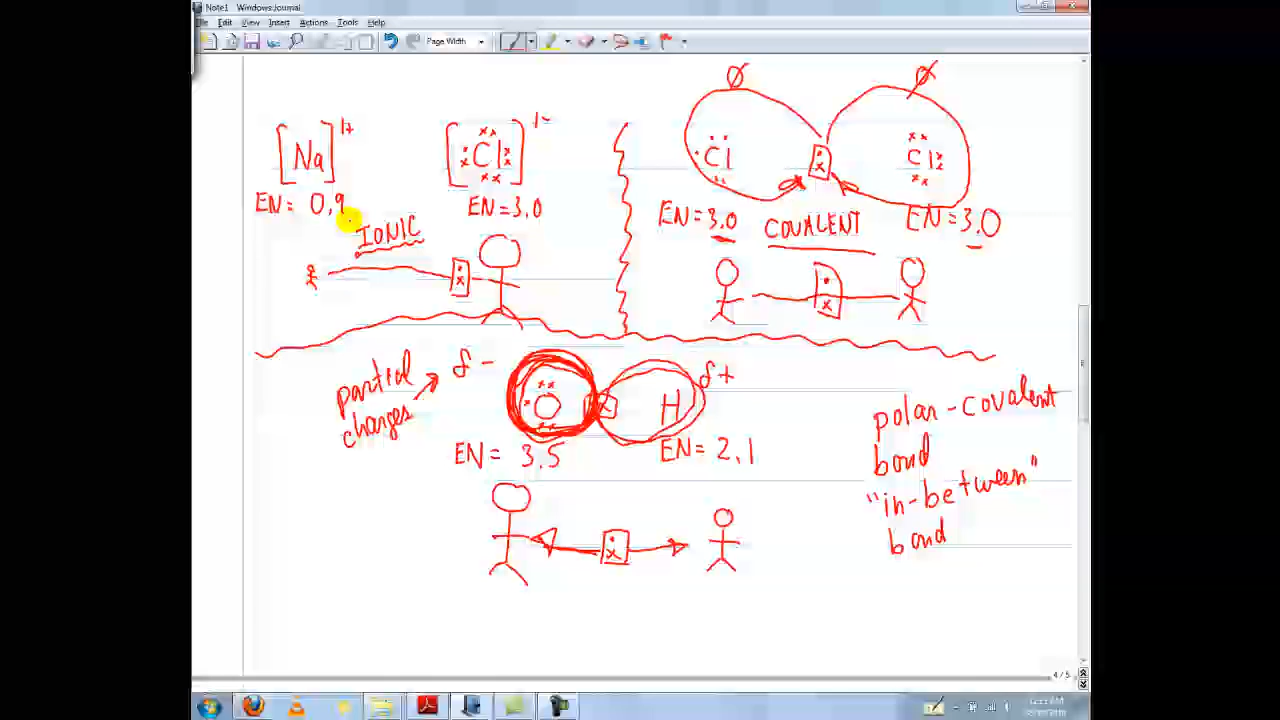 Note1 - Windows Journal
File Edit View Insert Actions Tools Help
Page Width
[Na] 1+
[Cl] 1-
EN= 0.9
EN=3.0
IONIC
Ø Ø
Cl Cl
EN=3.0
COVALENT
EN=3.0
partial
charges
δ-
O H
δ+
EN= 3.5
EN= 2.1
polar-covalent
bond
"in-between"
bond
4/5